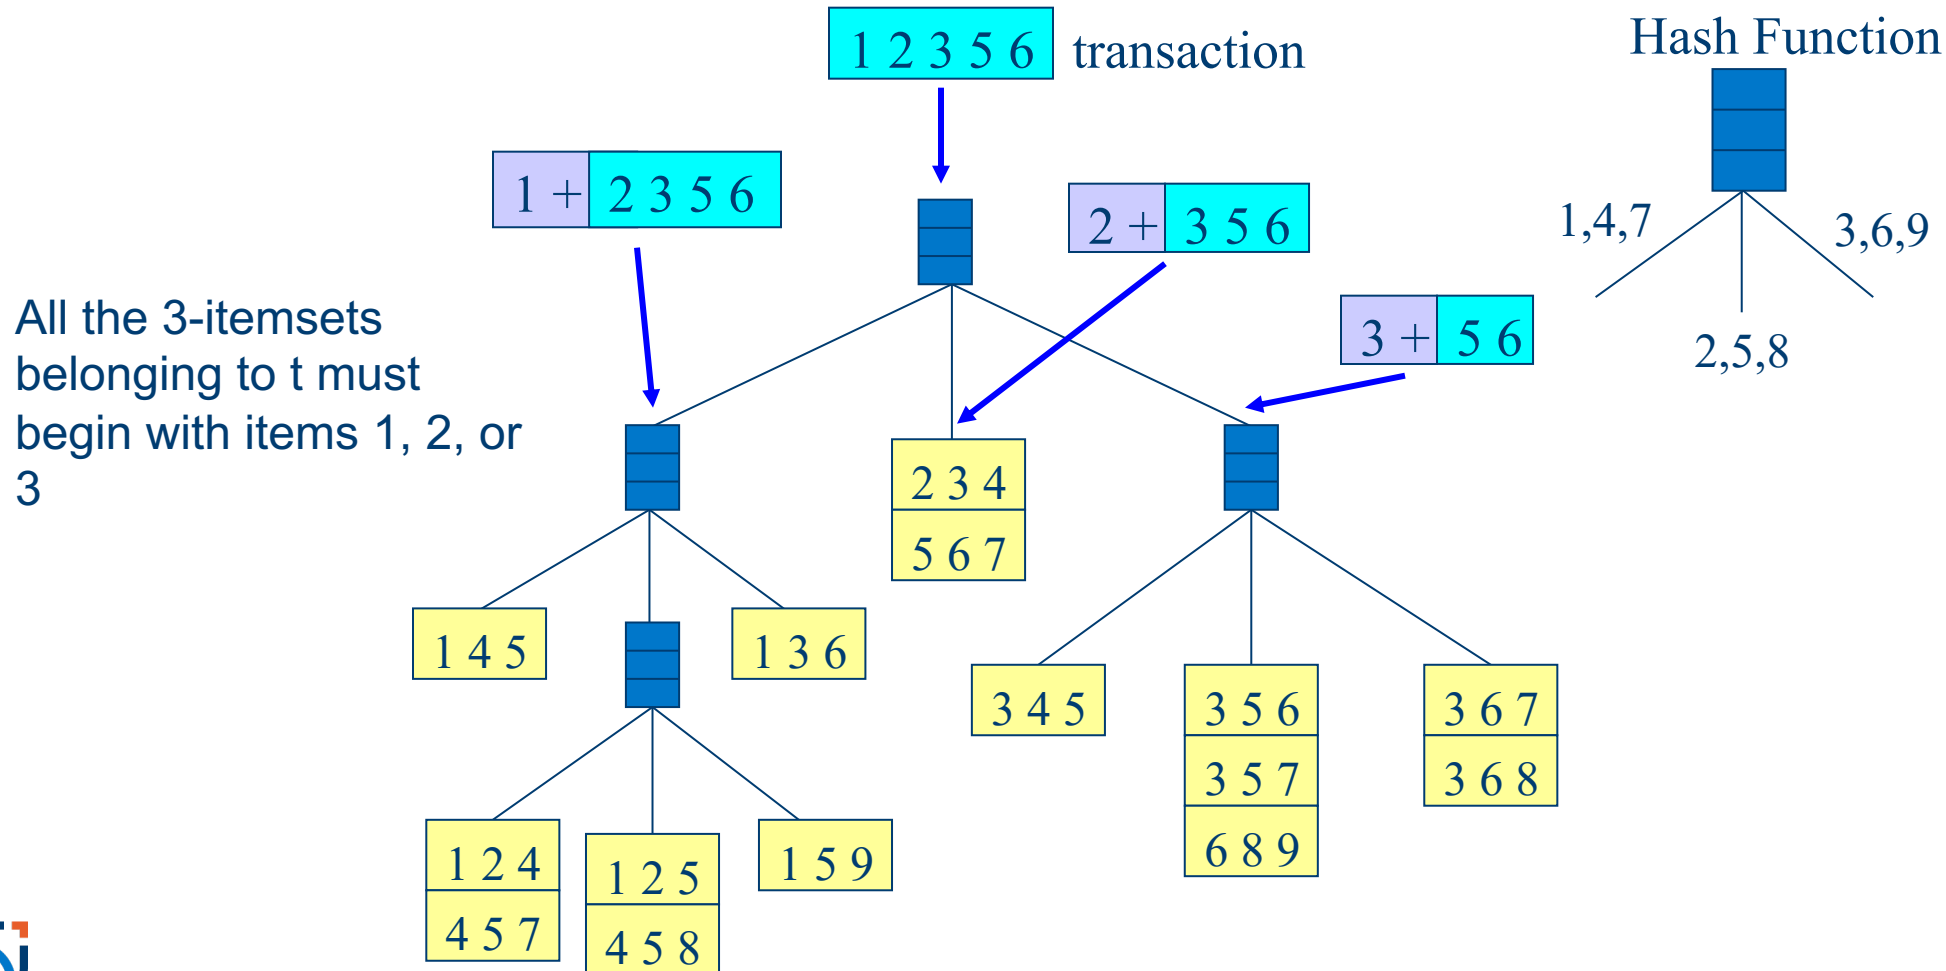 1 2 3 5 6 transaction
Hash Function
1 + 2 3 5 6
2 + 3 5 6
1,4,7
3,6,9
3 + 5 6
2,5,8
All the 3-itemsets
belonging to t must
begin with items 1, 2, or
3
2 3 4
5 6 7
1 4 5
1 3 6
3 4 5
3 5 6
3 6 7
3 5 7
3 6 8
6 8 9
1 2 4
1 2 5
1 5 9
4 5 7
4 5 8